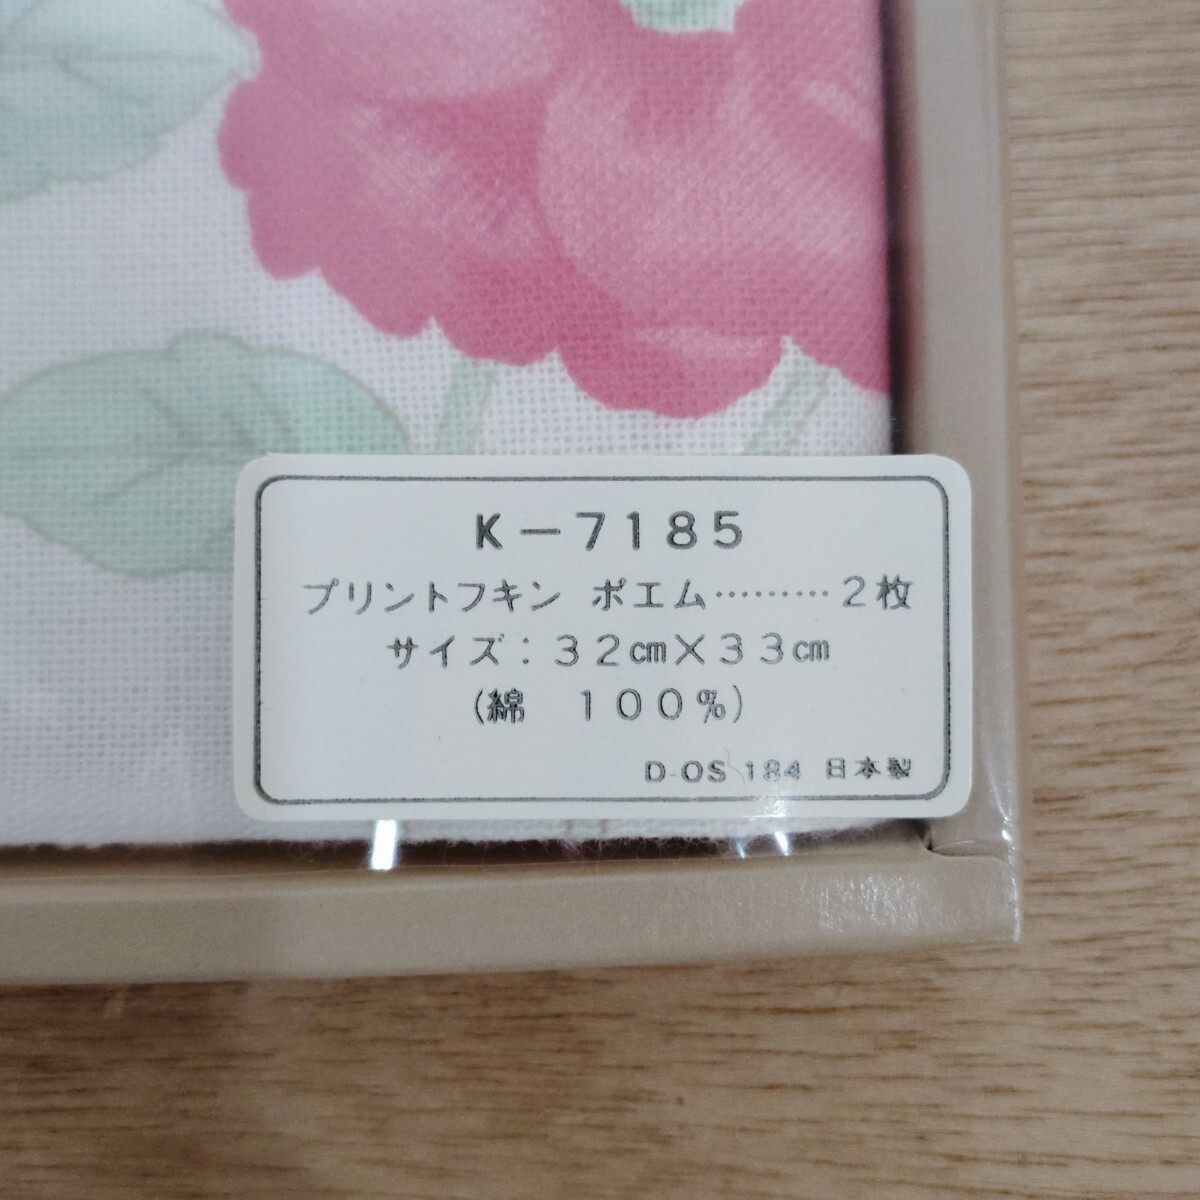 K－7185
プリントフキン ポエム………2枚
サイズ：32㎝×33㎝
(綿　100%)
D-OS 184 日本製